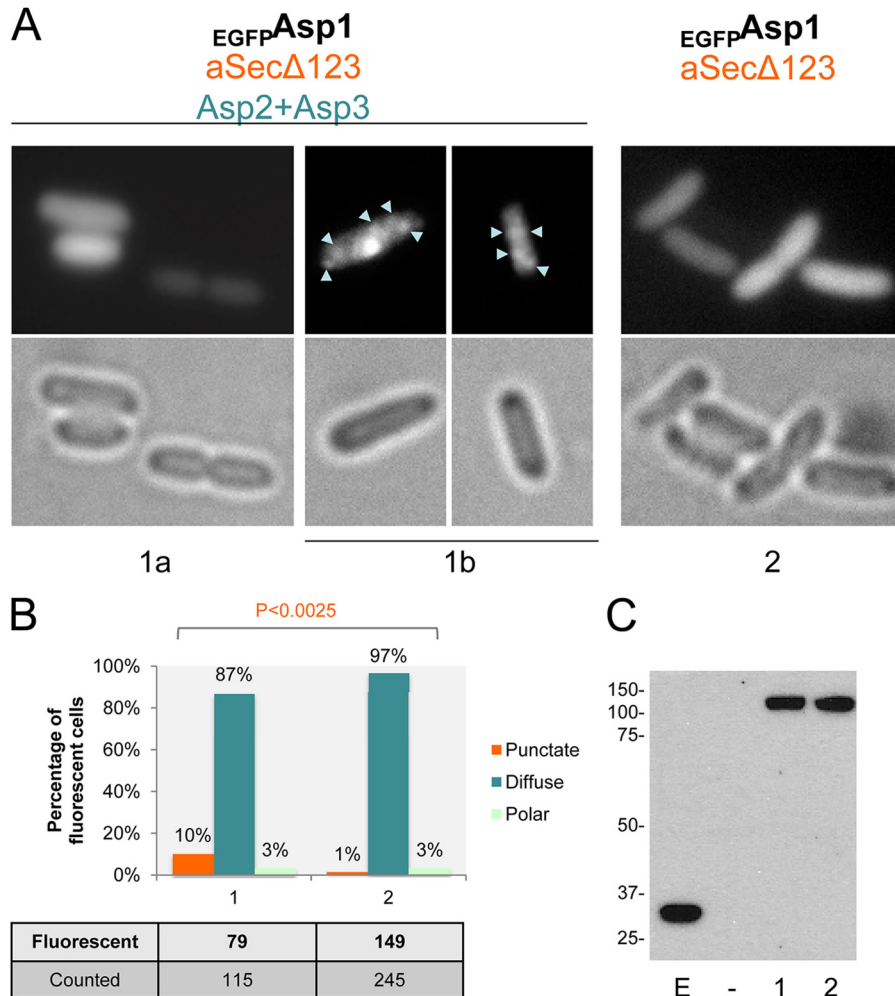 A
EGFPAsp1
aSecΔ123
Asp2+Asp3
EGFPAsp1
aSecΔ123
1a
1b
2
B
P<0.0025
Percentage of
fluorescent cells
100%
80%
60%
40%
20%
0%
10%
87%
3%
1%
97%
3%
1
2
Punctate
Diffuse
Polar
Fluorescent 79 149
Counted 115 245
C
150-
100-
75-
50-
37-
25-
E - 1 2